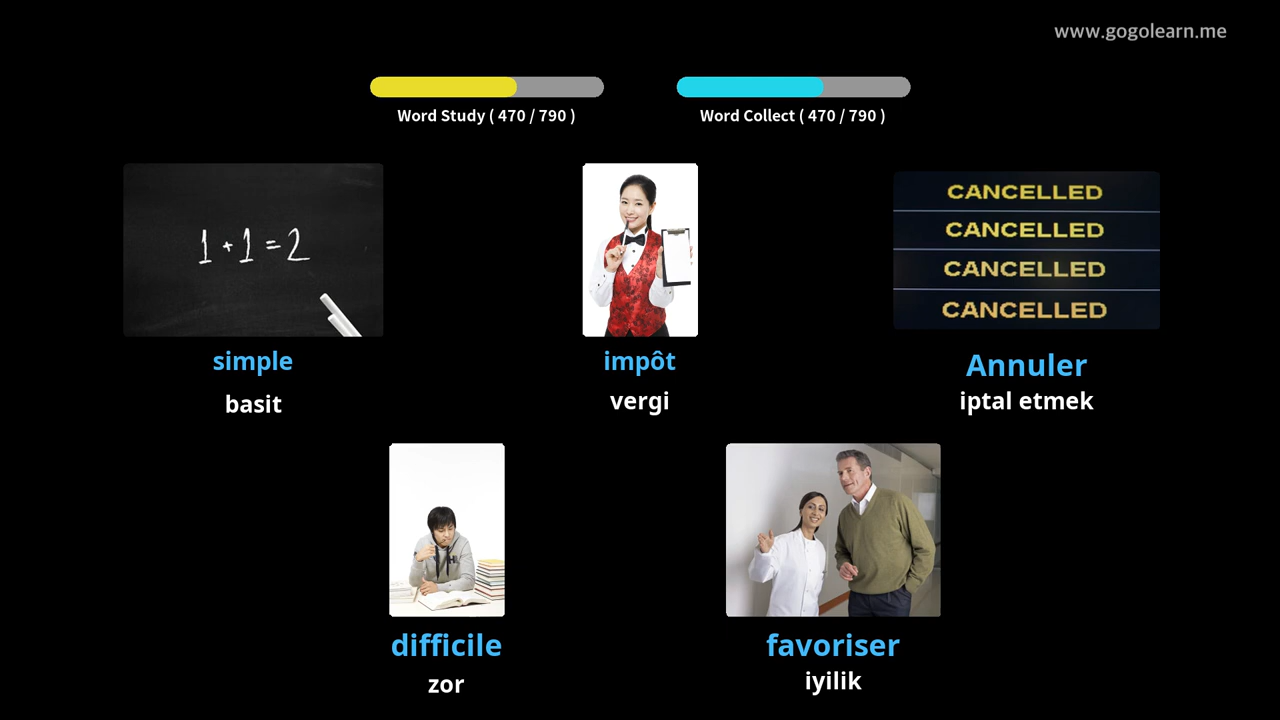 www.gogolearn.me
Word Study ( 470 / 790 )
Word Collect ( 470 / 790 )
1 + 1 = 2
CANCELLED
CANCELLED
CANCELLED
CANCELLED
simple
basit
impôt
vergi
Annuler
iptal etmek
difficile
zor
favoriser
iyilik